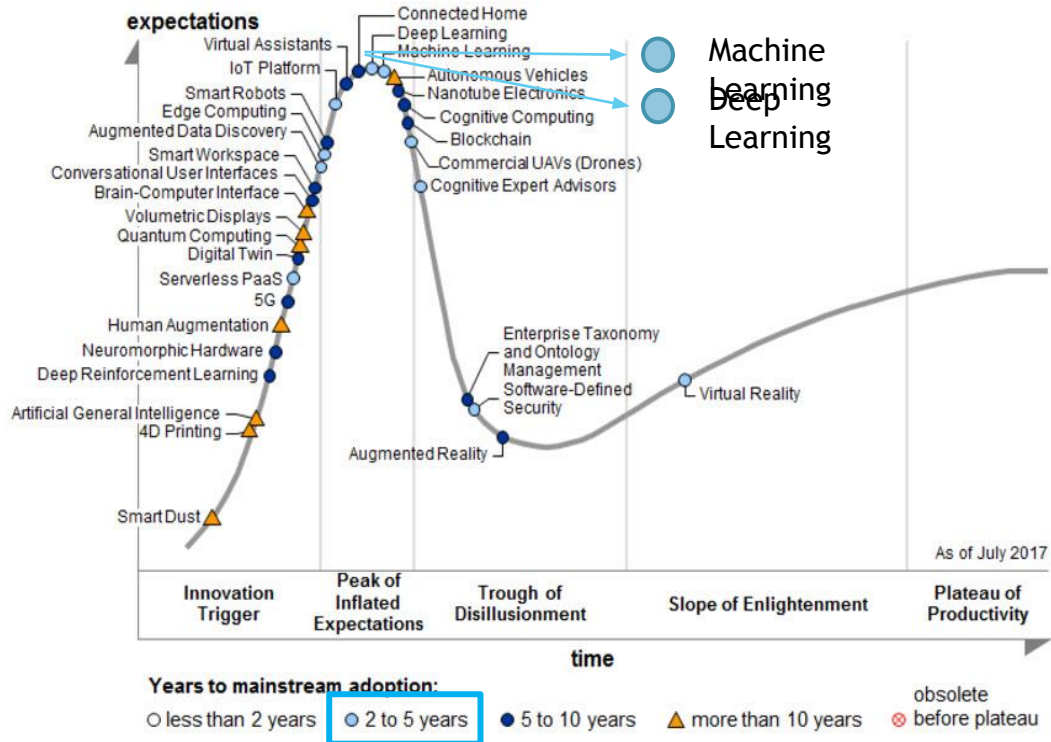 expectations
Connected Home
Deep Learning
Machine Learning
Virtual Assistants
IoT Platform
Autonomous Vehicles
Nanotube Electronics
Smart Robots
Edge Computing
Cognitive Computing
Augmented Data Discovery
Blockchain
Smart Workspace
Commercial UAVs (Drones)
Conversational User Interfaces
Cognitive Expert Advisors
Brain-Computer Interface
Volumetric Displays
Quantum Computing
Digital Twin
Serverless PaaS
5G
Human Augmentation
Neuromorphic Hardware
Deep Reinforcement Learning
Artificial General Intelligence
4D Printing
Smart Dust
Enterprise Taxonomy
and Ontology
Management
Software-Defined
Security
Augmented Reality
Virtual Reality
Machine
Learning
Deep
Learning
As of July 2017
Innovation
Trigger
Peak of
Inflated
Expectations
Trough of
Disillusionment
Slope of Enlightenment
Plateau of
Productivity
time
Years to mainstream adoption:
less than 2 years
2 to 5 years
5 to 10 years
more than 10 years
obsolete
before plateau